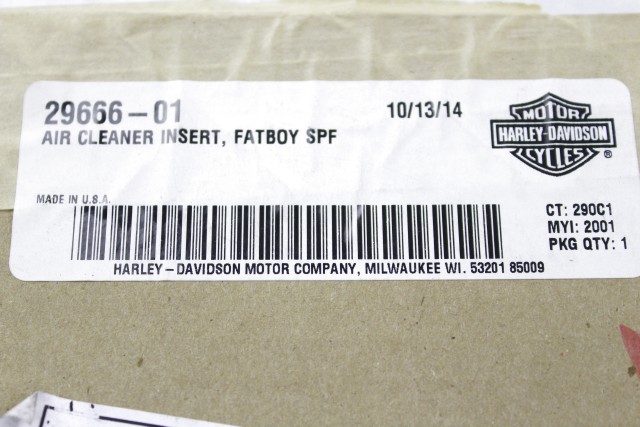 29666-01
10/13/14
AIR CLEANER INSERT, FATBOY SPF
MOTOR
HARLEY-DAVIDSON
CYCLES®
MADE IN U.S.A.
CT: 290C1
MYI: 2001
PKG QTY: 1
HARLEY-DAVIDSON MOTOR COMPANY, MILWAUKEE WI. 53201 85009